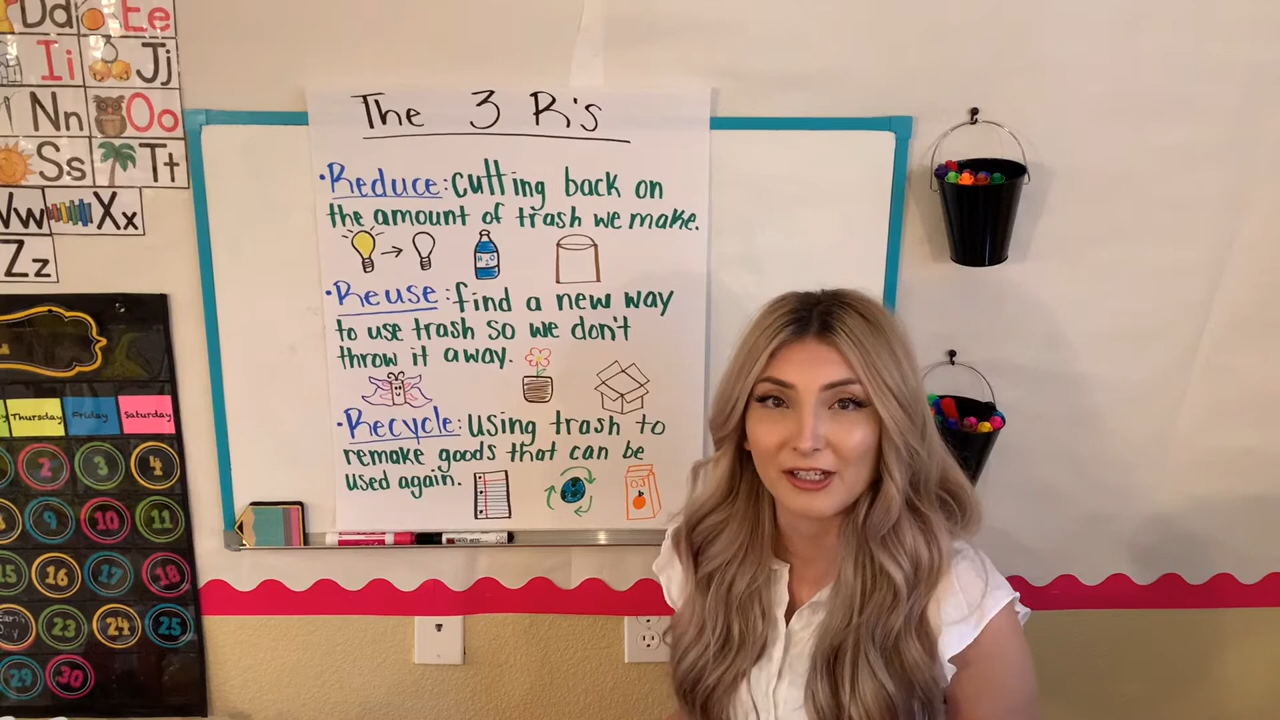 Dd Ee
Ii Jj
Nn Oo
Ss Tt
Ww Xx
Zz
Thursday Friday Saturday
2 3 4
9 10 11
15 16 17 18
23 24 25
29 30
The 3 R's
•Reduce: cutting back on
the amount of trash we make.
H2O
•Reuse: find a new way
to use trash so we don't
throw it away.
•Recycle: Using trash to
remake goods that can be
used again.
OJ